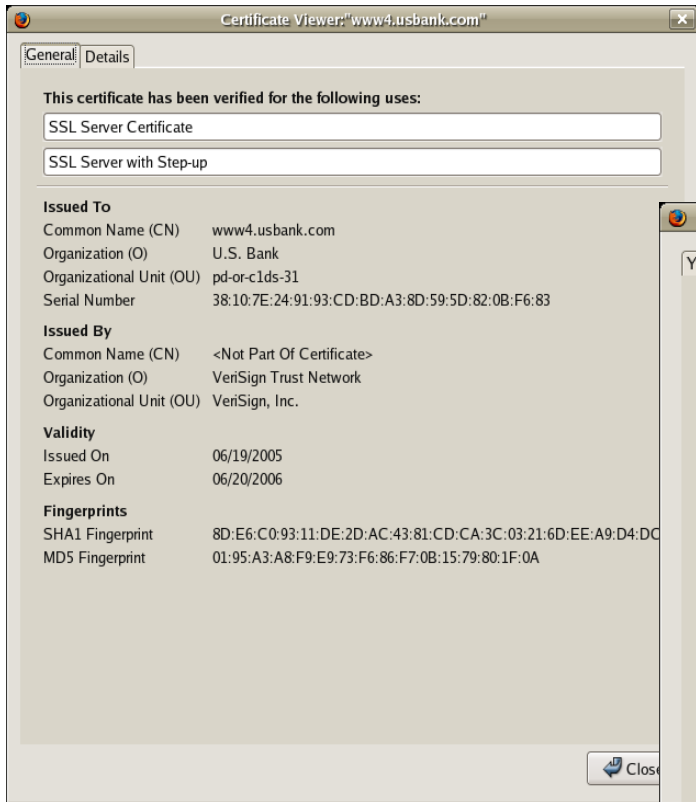 Certificate Viewer:"www4.usbank.com"
General
Details
This certificate has been verified for the following uses:
SSL Server Certificate
SSL Server with Step-up
Issued To
Common Name (CN) www4.usbank.com
Organization (O) U.S. Bank
Organizational Unit (OU) pd-or-c1ds-31
Serial Number 38:10:7E:24:91:93:CD:BD:A3:8D:59:5D:82:0B:F6:83
Issued By
Common Name (CN) <Not Part Of Certificate>
Organization (O) VeriSign Trust Network
Organizational Unit (OU) VeriSign, Inc.
Validity
Issued On 06/19/2005
Expires On 06/20/2006
Fingerprints
SHA1 Fingerprint 8D:E6:C0:93:11:DE:2D:AC:43:81:CD:CA:3C:03:21:6D:EE:A9:D4:DC
MD5 Fingerprint 01:95:A3:A8:F9:E9:73:F6:86:F7:0B:15:79:80:1F:0A
Close
Y